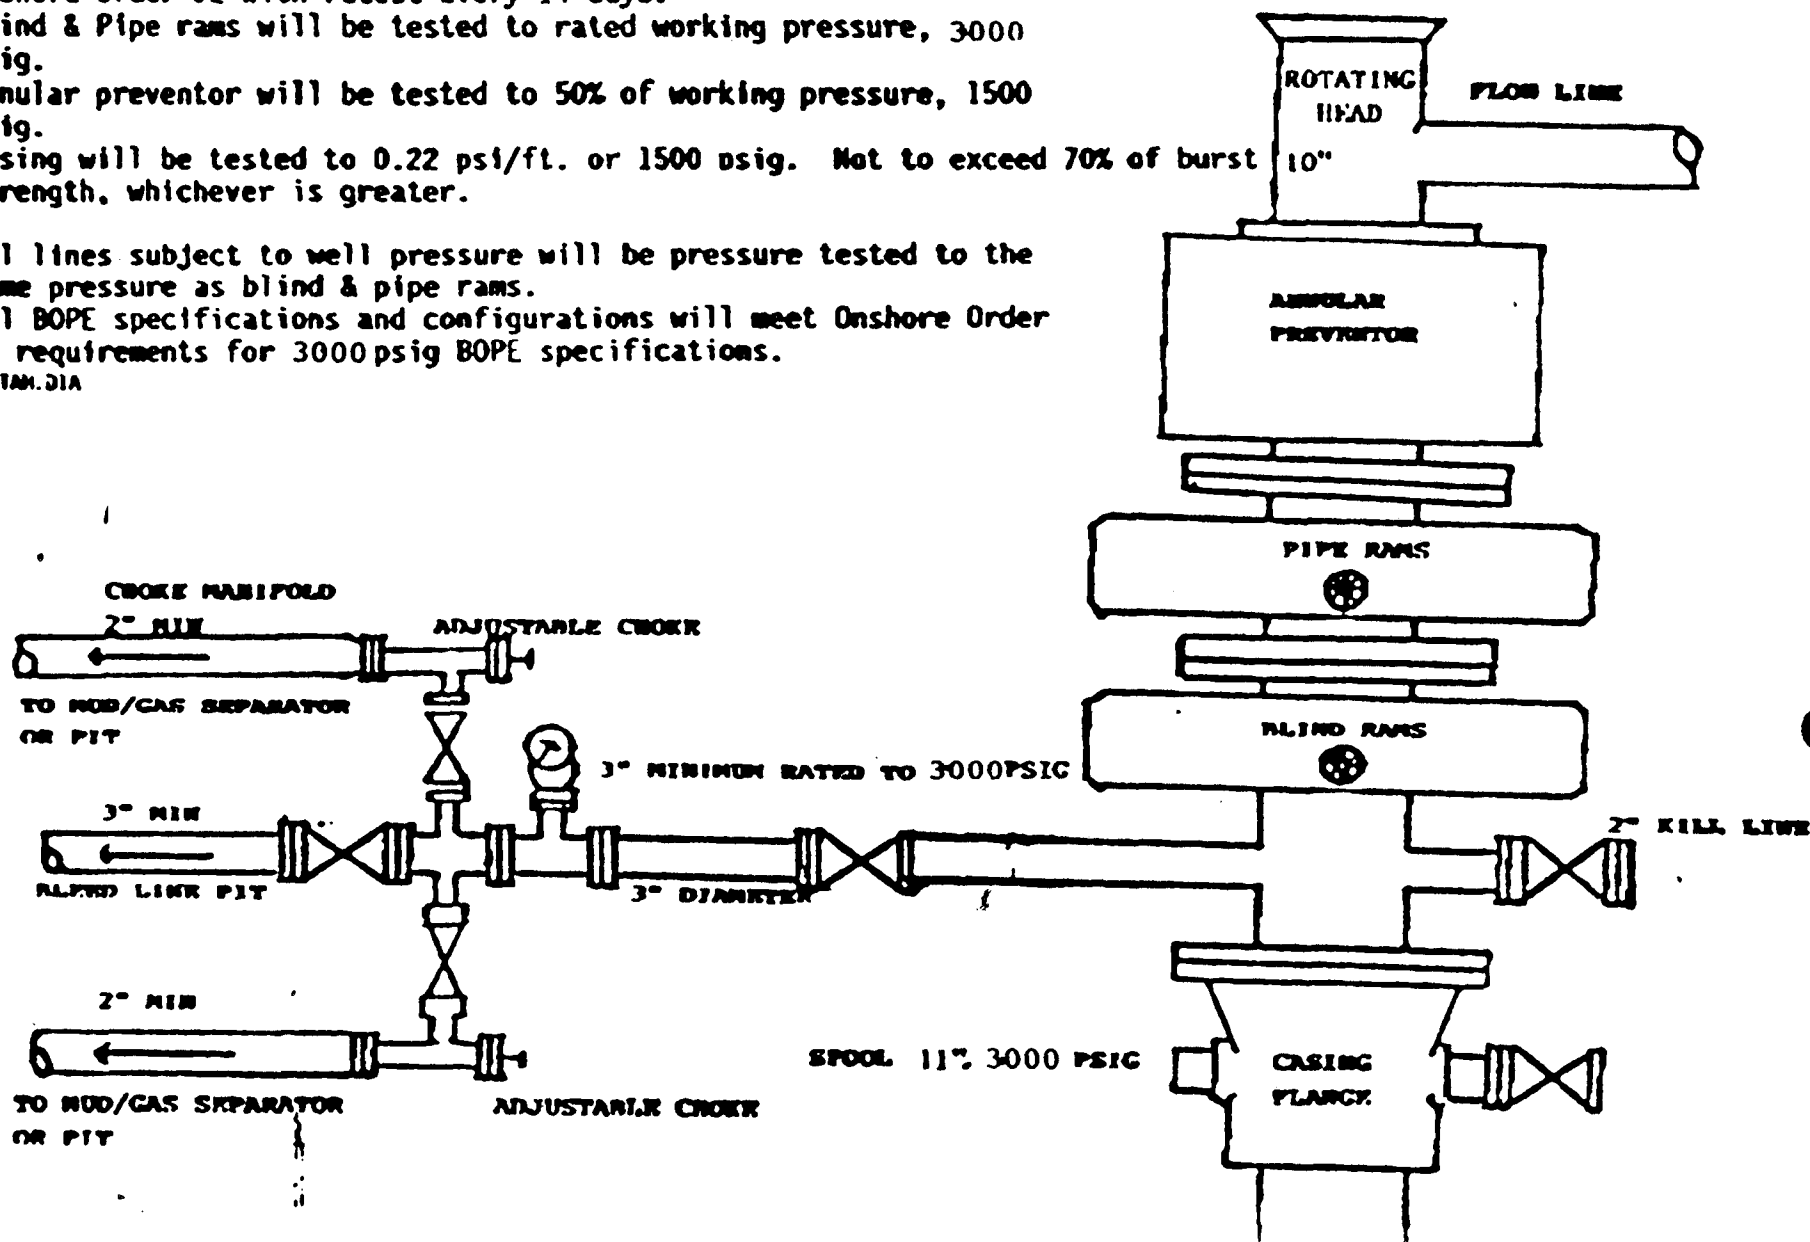 ind & Pipe rams will be tested to rated working pressure, 3000
ig.
nular preventor will be tested to 50% of working pressure, 1500
ig.
sing will be tested to 0.22 psi/ft. or 1500 psig. Not to exceed 70% of burst
rength, whichever is greater.
l lines subject to well pressure will be pressure tested to the
me pressure as blind & pipe rams.
l BOPE specifications and configurations will meet Onshore Order
requirements for 3000 psig BOPE specifications.
TAM.DIA
ROTATING
HEAD
FLOW LINE
10"
ANNULAR
PREVENTOR
PIPE RAMS
BLIND RAMS
CHOKE MANIFOLD
2" MIN
ADJUSTABLE CHOKE
TO MUD/GAS SEPARATOR
OR PIT
3" MINIMUM RATED TO 3000PSIG
3" MIN
BLEED LINE PIT
3" DIAMETER
2" KILL LINE
2" MIN
TO MUD/GAS SEPARATOR
OR PIT
ADJUSTABLE CHOKE
SPOOL 11", 3000 PSIG
CASING
FLANGE